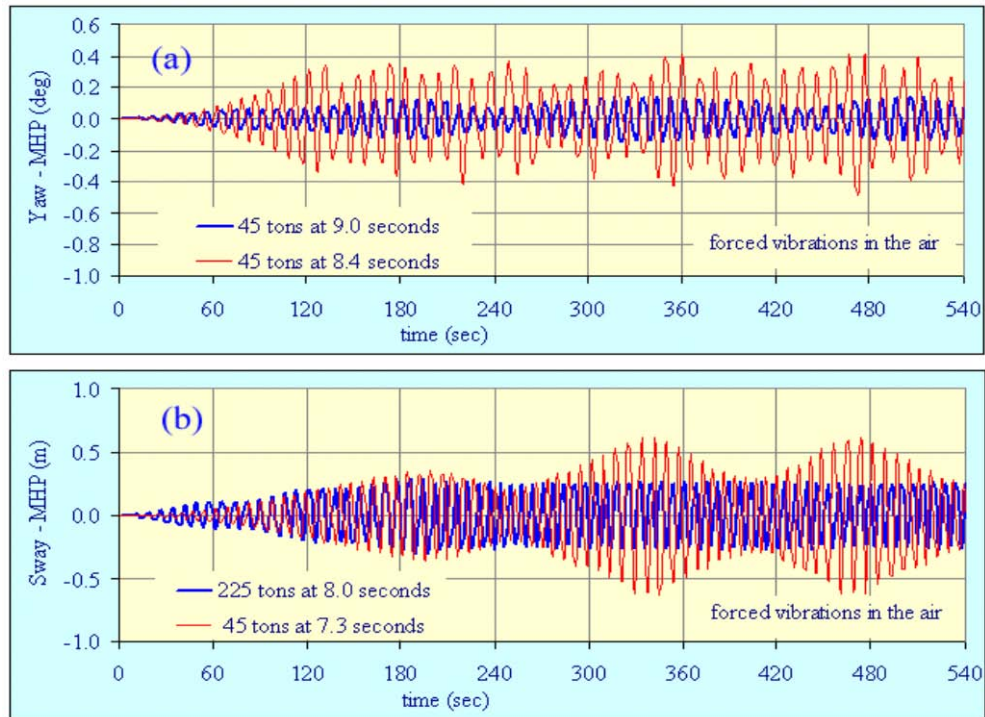 0.6
0.4
0.2
0.0
-0.2
-0.4
-0.6
-0.8
-1.0
Yaw - MHP (deg)
(a)
45 tons at 9.0 seconds
45 tons at 8.4 seconds
forced vibrations in the air
0 60 120 180 240 300 360 420 480 540
time (sec)
1.0
0.5
0.0
-0.5
-1.0
Sway - MHP (m)
(b)
225 tons at 8.0 seconds
45 tons at 7.3 seconds
forced vibrations in the air
0 60 120 180 240 300 360 420 480 540
time (sec)